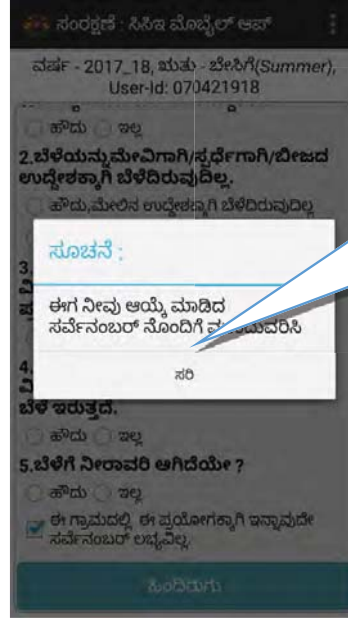 ಸಂರಕ್ಷಣೆ : ಸಿಸಿಇ ಮೊಬೈಲ್ ಆಪ್
ವರ್ಷ - 2017_18, ಋತು - ಬೇಸಿಗೆ(Summer),
User-Id: 070421918
ಹೌದು ಇಲ್ಲ
2.ಬೆಳೆಯನ್ನುಮೇವಿಗಾಗಿ/ಸ್ಪರ್ಧೆಗಾಗಿ/ಬೀಜದ
ಉದ್ದೇಶಕ್ಕಾಗಿ ಬೆಳೆದಿರುವುದಿಲ್ಲ.
ಹೌದು,ಮೇಲಿನ ಉದ್ದೇಶಕ್ಕಾಗಿ ಬೆಳೆದಿರುವುದಿಲ್ಲ
ಸೂಚನೆ :
3.
ಈಗ ನೀವು ಆಯ್ಕೆ ಮಾಡಿದ
ಸರ್ವೆನಂಬರ್ ನೊಂದಿಗೆ
ಸರಿ
4.
ಬೆಳೆ ಇರುತ್ತದೆ.
ಹೌದು ಇಲ್ಲ
5.ಬೆಳೆಗೆ ನೀರಾವರಿ ಆಗಿದೆಯೇ ?
ಹೌದು ಇಲ್ಲ
ಈ ಗ್ರಾಮದಲ್ಲಿ ಈ ಪ್ರಯೋಗಕ್ಕಾಗಿ ಇನ್ನಾವುದೇ
ಸರ್ವೆನಂಬರ್ ಲಭ್ಯವಿಲ್ಲ.
ಹಿಂದಿರುಗು